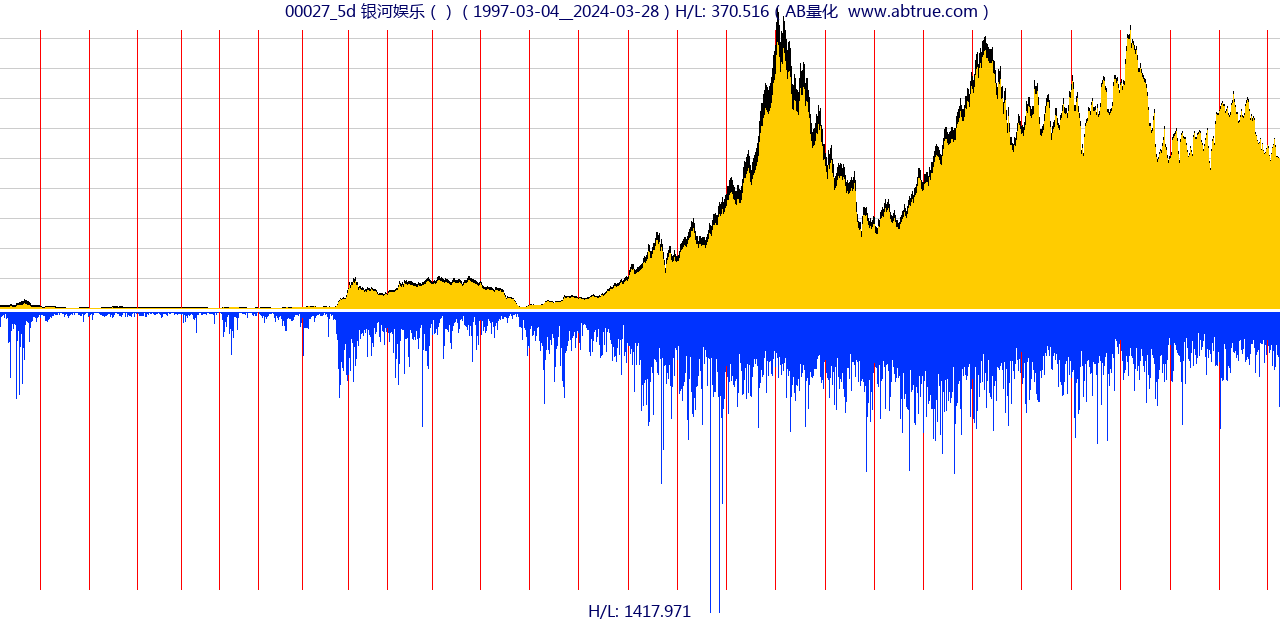 00027_5d 银河娱乐 ( ) ( 1997-03-04__2024-03-28 ) H/L: 370.516 ( AB量化 www.abtrue.com )
H/L: 1417.971